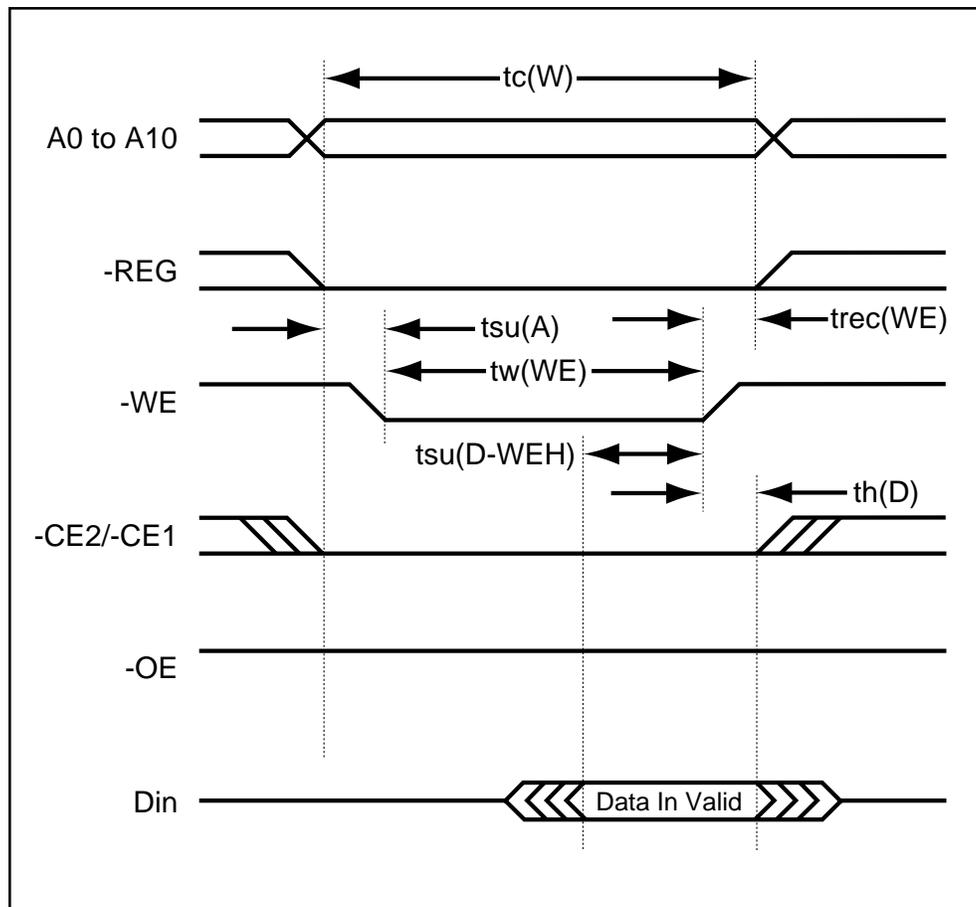 tc(W)
A0 to A10
-REG
tsu(A)
trec(WE)
tw(WE)
-WE
tsu(D-WEH)
th(D)
-CE2/-CE1
-OE
Din
Data In Valid